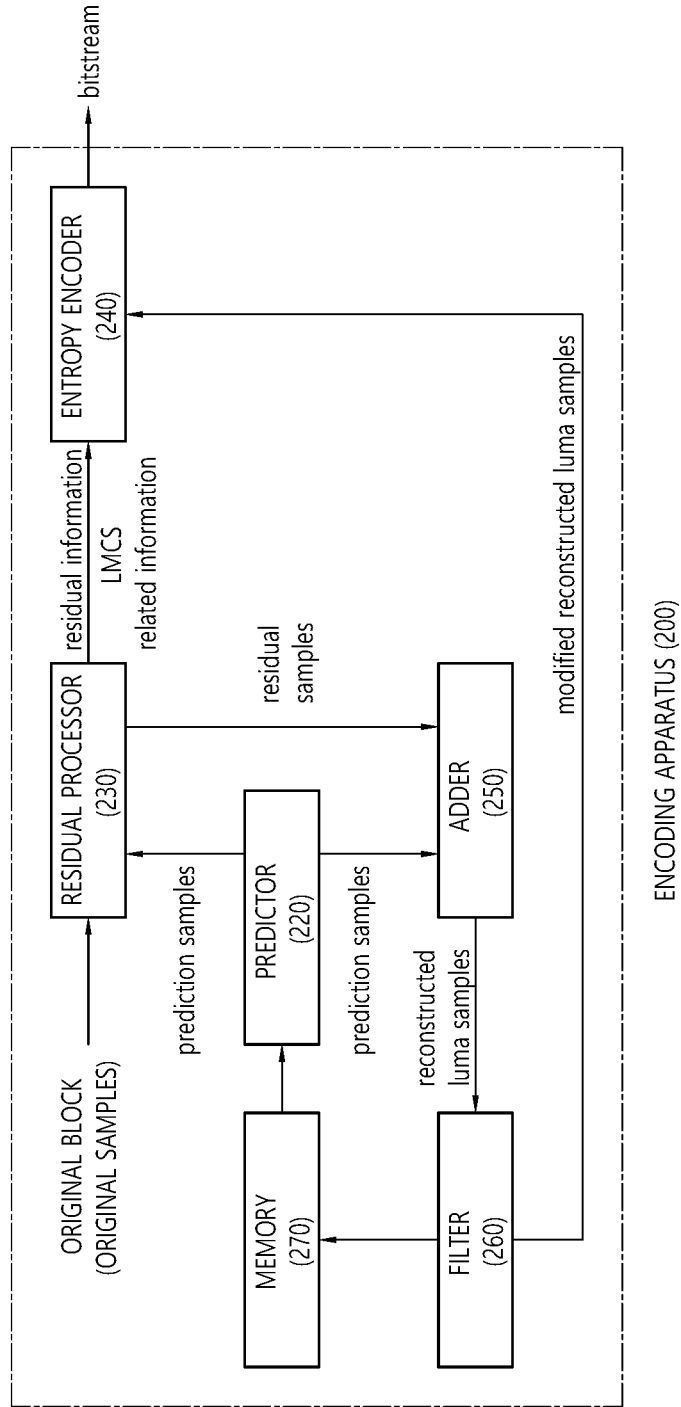 ORIGINAL BLOCK
(ORIGINAL SAMPLES)
RESIDUAL PROCESSOR
(230)
residual information
LMCS
related information
ENTROPY ENCODER
(240)
bitstream
prediction samples
residual
samples
MEMORY
(270)
PREDICTOR
(220)
prediction samples
FILTER
(260)
reconstructed
luma samples
ADDER
(250)
modified reconstructed luma samples
ENCODING APPARATUS (200)